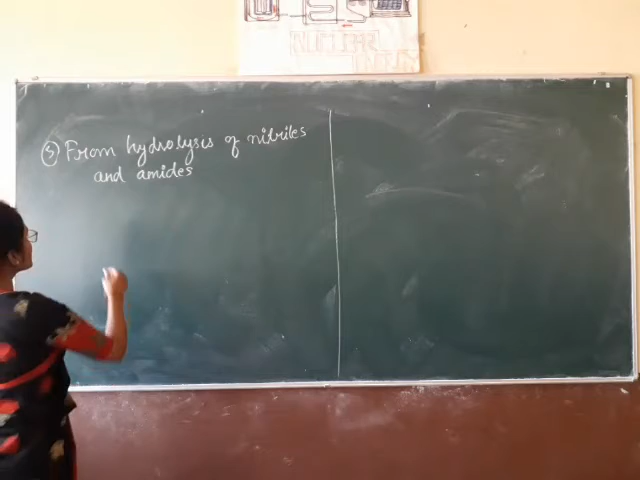 ③ From hydrolysis of nitriles
and amides